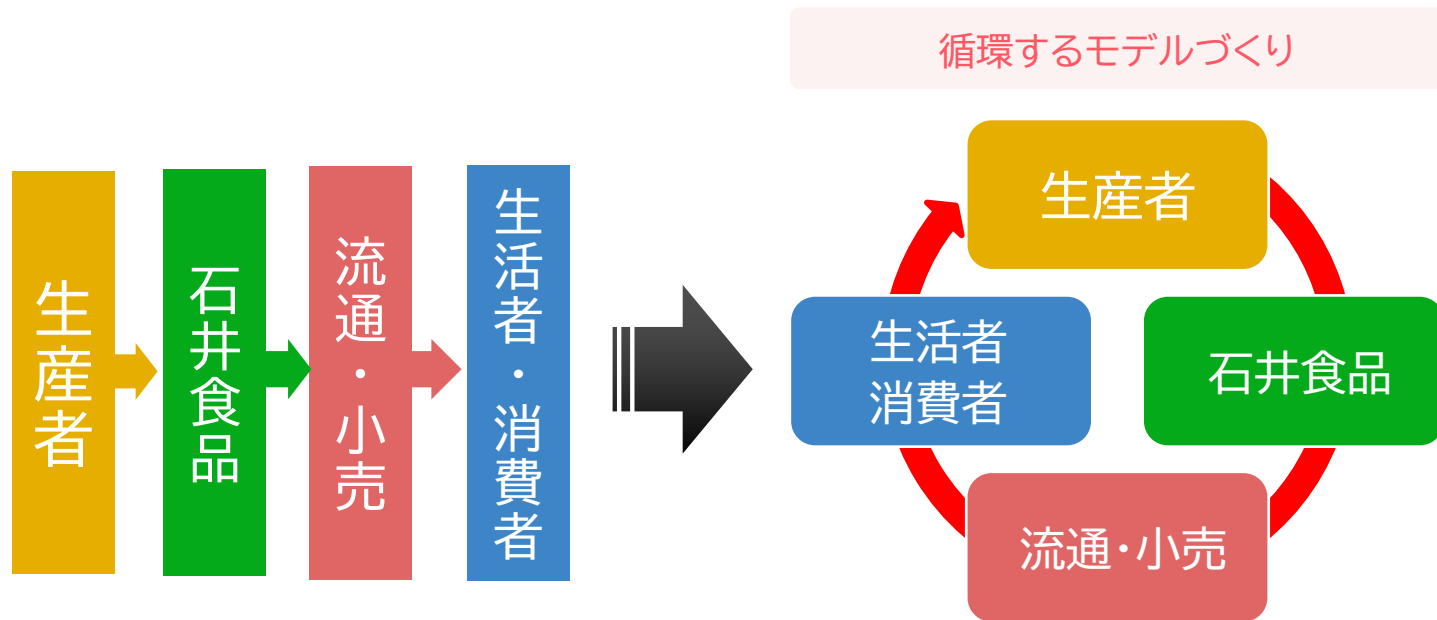 循環するモデルづくり
生産者
石井食品
流通・小売
生活者・消費者
生産者
生活者
消費者
石井食品
流通・小売